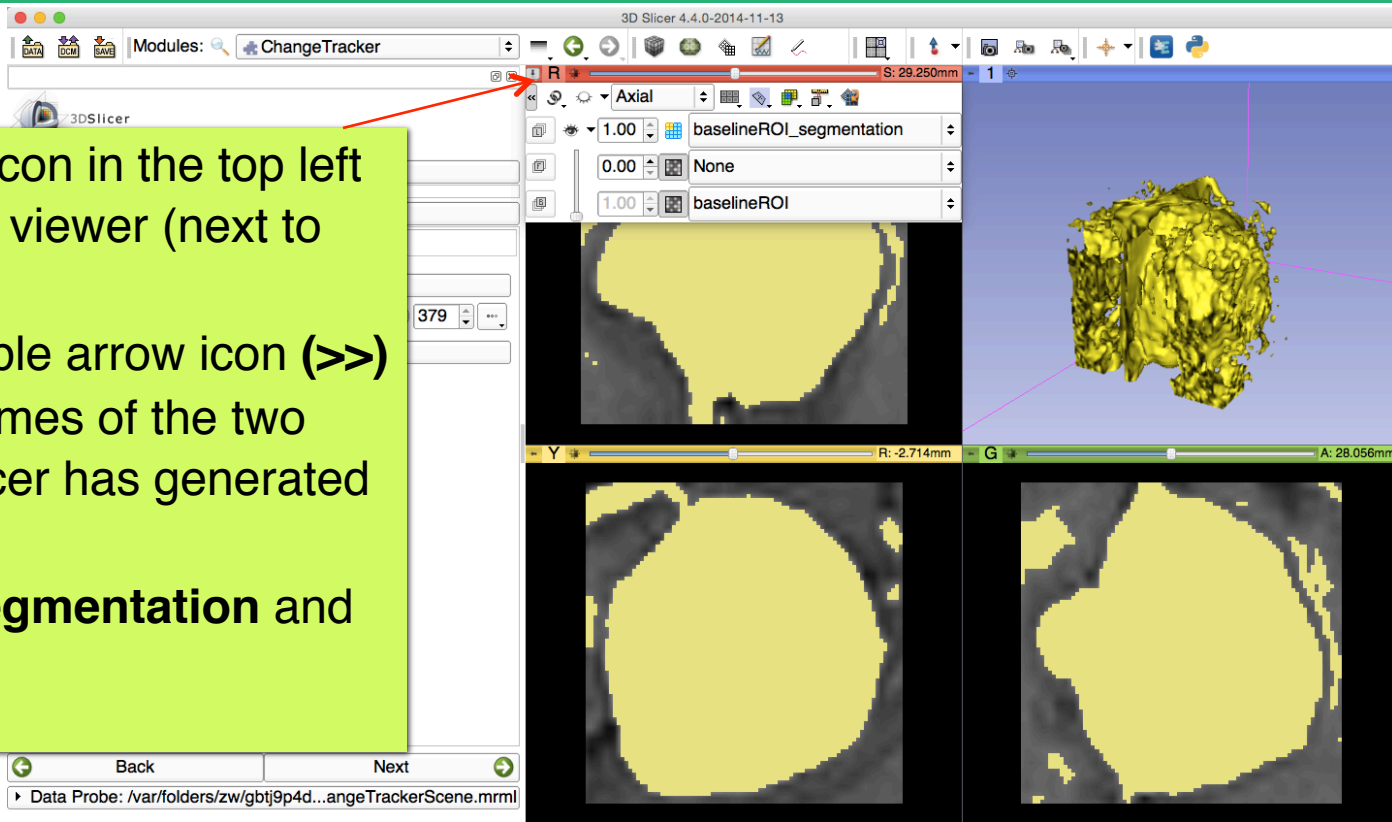 3D Slicer 4.4.0-2014-11-13
DATA DCM SAVE Modules: ChangeTracker
3DSlicer
con in the top left
viewer (next to
ple arrow icon (>>)
mes of the two
cer has generated
egmentation and
379
Back Next
Data Probe: /var/folders/zw/gbtj9p4d...angeTrackerScene.mrml
R S: 29.250mm
Axial
1.00 baselineROI_segmentation
F 0.00 None
B 1.00 baselineROI
1
Y R: -2.714mm
G A: 28.056mm